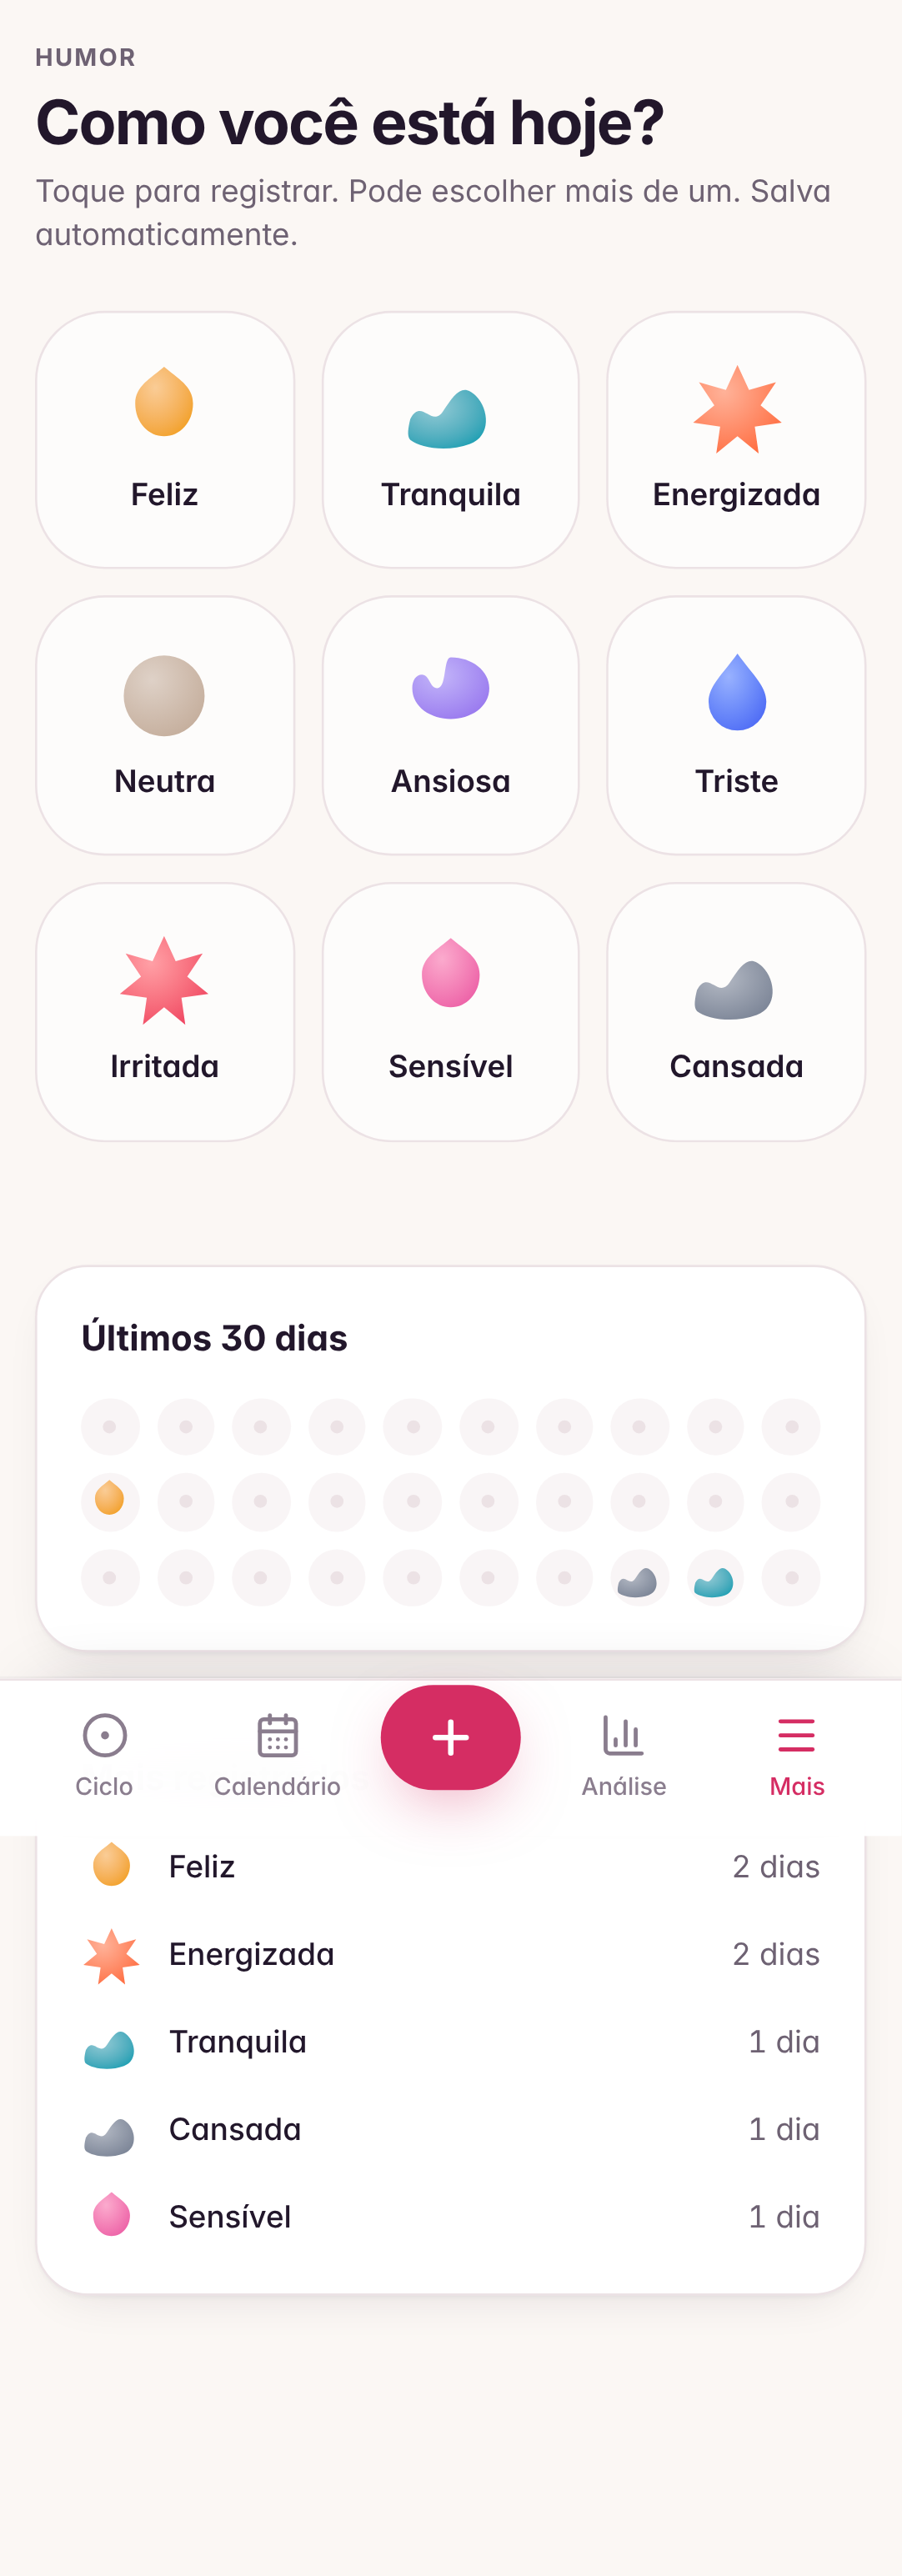 HUMOR
Como você está hoje?
Toque para registrar. Pode escolher mais de um. Salva
automaticamente.
Feliz
Tranquila
Energizada
Neutra
Ansiosa
Triste
Irritada
Sensível
Cansada
Últimos 30 dias
Ciclo
Calendário
Análise
Mais
Feliz
2 dias
Energizada
2 dias
Tranquila
1 dia
Cansada
1 dia
Sensível
1 dia